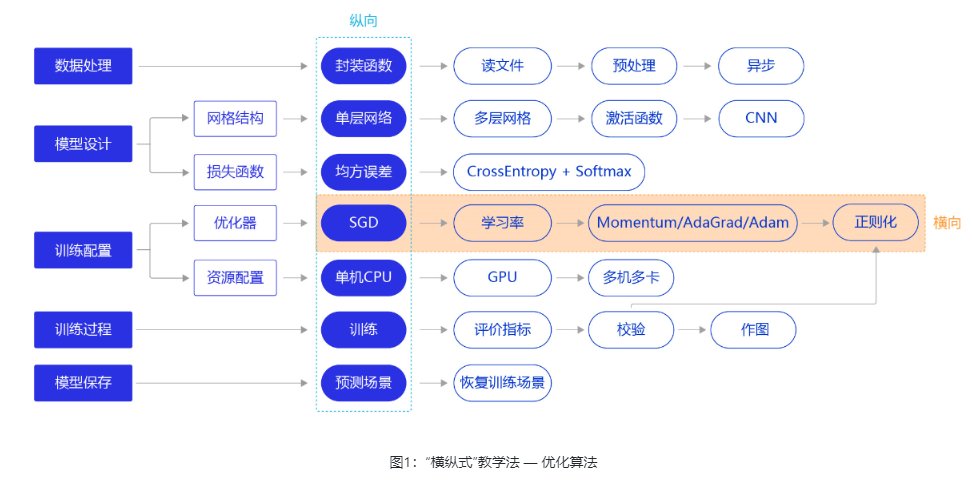 纵向
数据处理 封装函数 读文件 预处理 异步
网格结构 单层网络 多层网格 激活函数 CNN
模型设计
损失函数 均方误差 CrossEntropy + Softmax
优化器 SGD 学习率 Momentum/AdaGrad/Adam 正则化 横向
训练配置
资源配置 单机CPU GPU 多机多卡
训练过程 训练 评价指标 校验 作图
模型保存 预测场景 恢复训练场景
图1：“横纵式”教学法 — 优化算法